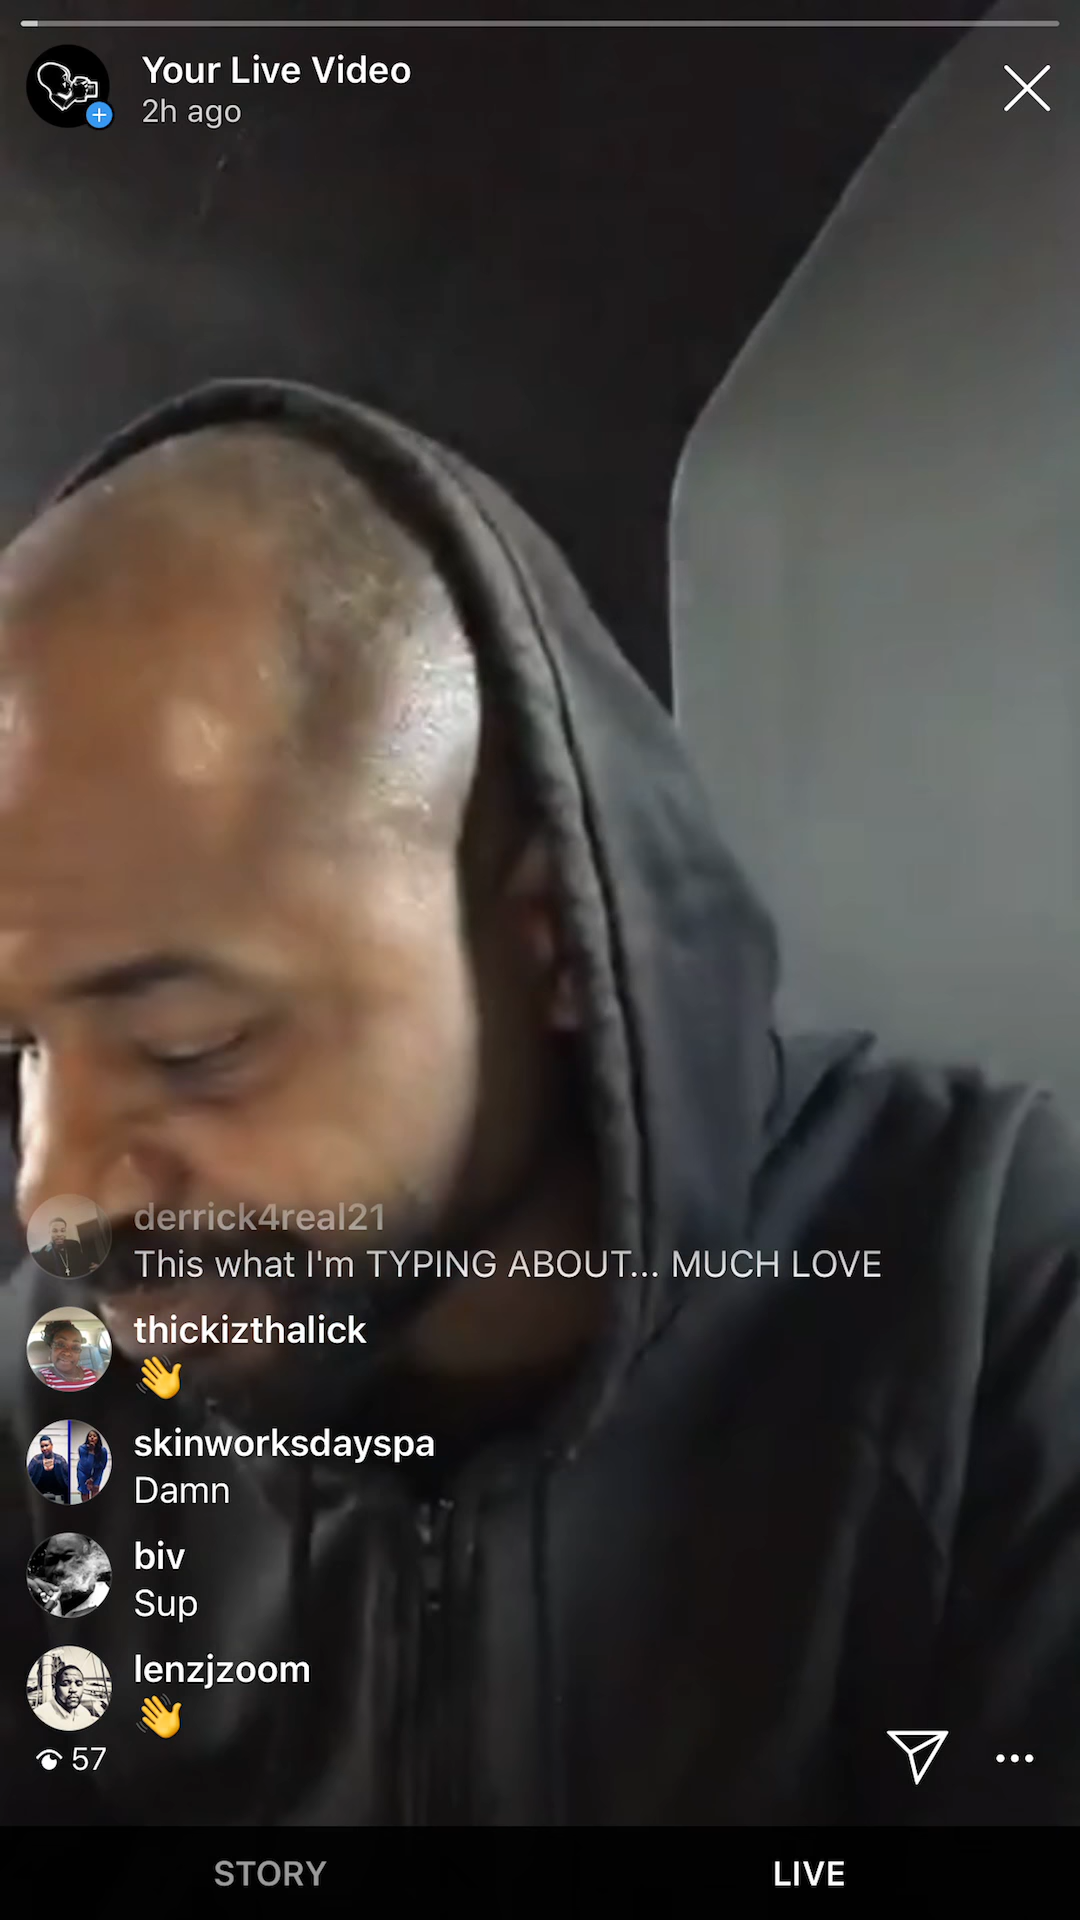 Your Live Video
2h ago
derrick4real21
This what I'm TYPING ABOUT... MUCH LOVE
thickizthalick
👋
skinworksdayspa
Damn
biv
Sup
lenzjzoom
👋
57
STORY
LIVE